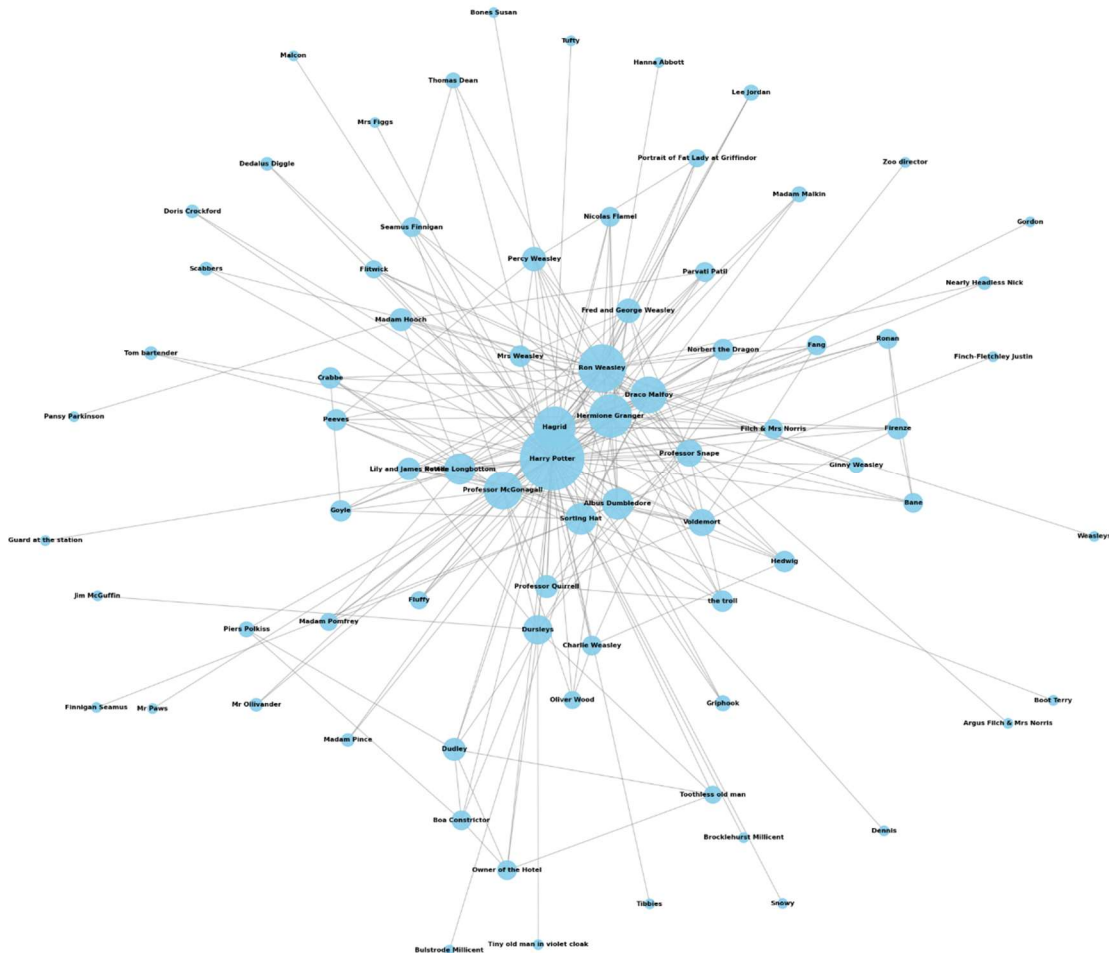 Bones Susan
Tufty
Malcon
Hanna Abbott
Thomas Dean
Lee Jordan
Mrs Figgs
Portrait of Fat Lady at Griffindor
Dedalus Diggle
Zoo director
Madam Malkin
Doris Crockford
Nicolas Flamel
Gordon
Seamus Finnigan
Percy Weasley
Scabbers
Flitwick
Parvati Patil
Nearly Headless Nick
Fred and George Weasley
Madam Hooch
Ronan
Fang
Norbert the Dragon
Tom bartender
Mrs Weasley
Finch-Fletchley Justin
Ron Weasley
Crabbe
Draco Malfoy
Pansy Parkinson
Hermione Granger
Peeves
Hagrid
Filch & Mrs Norris
Firenze
Harry Potter
Professor Snape
Ginny Weasley
Lily and James
Longbottom
Professor McGonagall
Albus Dumbledore
Bane
Goyle
Sorting Hat
Voldemort
Weasleys
Guard at the station
Hedwig
Professor Quirrell
Jim McGuffin
Fluffy
the troll
Madam Pomfrey
Piers Polkiss
Dursleys
Charlie Weasley
Oliver Wood
Boot Terry
Griphook
Mr Ollivander
Finnigan Seamus
Mr Paws
Argus Filch & Mrs Norris
Madam Pince
Dudley
Toothless old man
Boa Constrictor
Dennis
Brocklehurst Millicent
Owner of the Hotel
Tibbies
Snowy
Tiny old man in violet cloak
Bulstrode Millicent